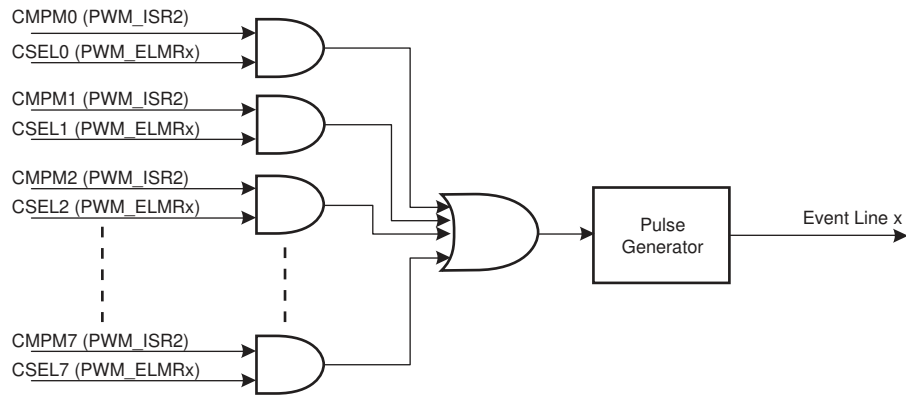 CMPM0 (PWM_ISR2)
CSEL0 (PWM_ELMRx)
CMPM1 (PWM_ISR2)
CSEL1 (PWM_ELMRx)
CMPM2 (PWM_ISR2)
CSEL2 (PWM_ELMRx)
CMPM7 (PWM_ISR2)
CSEL7 (PWM_ELMRx)
Pulse
Generator
Event Line x